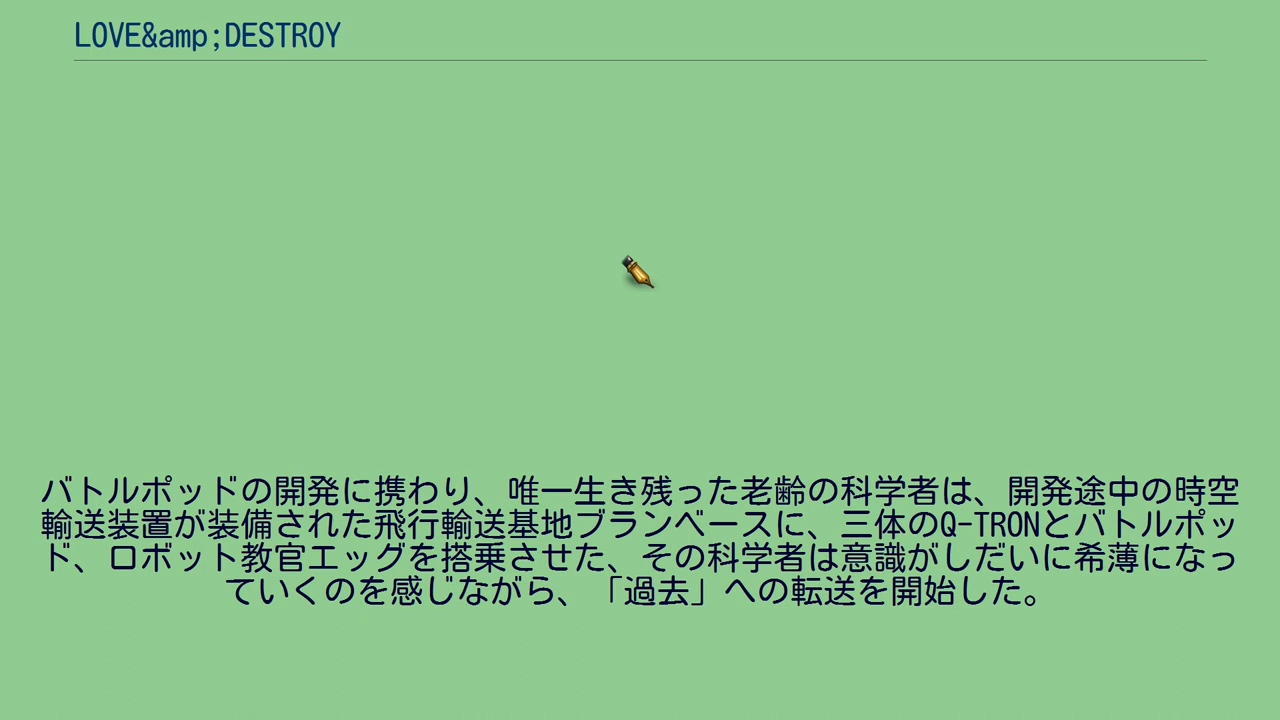 LOVE&amp;DESTROY
バトルポッドの開発に携わり、唯一生き残った老齢の科学者は、開発途中の時空
輸送装置が装備された飛行輸送基地ブランベースに、三体のQ-TRONとバトルポッ
ド、ロボット教官エッグを搭乗させた、その科学者は意識がしだいに希薄になっ
ていくのを感じながら、「過去」への転送を開始した。